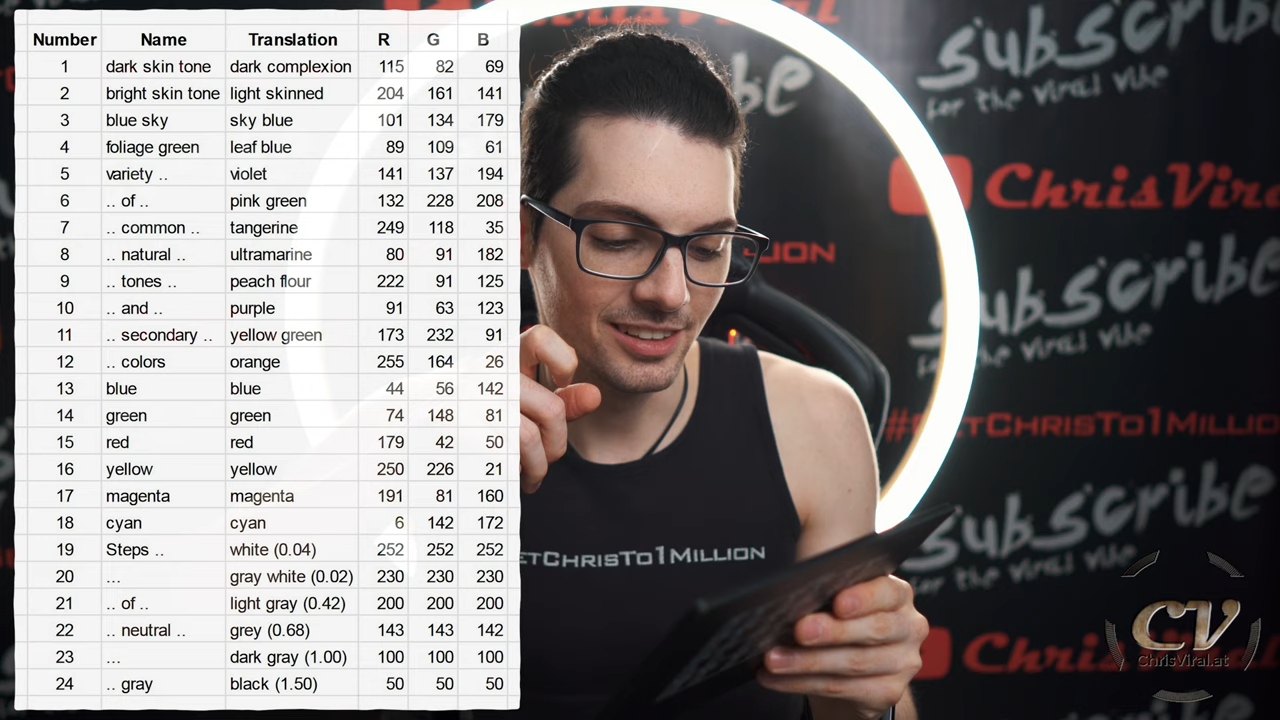 Number Name Translation R G B
1 dark skin tone dark complexion 115 82 69
2 bright skin tone light skinned 204 161 141
3 blue sky sky blue 101 134 179
4 foliage green leaf blue 89 109 61
5 variety .. violet 141 137 194
6 .. of .. pink green 132 228 208
7 .. common .. tangerine 249 118 35
8 .. natural .. ultramarine 80 91 182
9 .. tones .. peach flour 222 91 125
10 .. and .. purple 91 63 123
11 .. secondary .. yellow green 173 232 91
12 .. colors orange 255 164 26
13 blue blue 44 56 142
14 green green 74 148 81
15 red red 179 42 50
16 yellow yellow 250 226 21
17 magenta magenta 191 81 160
18 cyan cyan 6 142 172
19 Steps .. white (0.04) 252 252 252
20 ... gray white (0.02) 230 230 230
21 .. of .. light gray (0.42) 200 200 200
22 .. neutral .. grey (0.68) 143 143 142
23 ... dark gray (1.00) 100 100 100
24 .. gray black (1.50) 50 50 50
subscribe
for the viral vibe
ChrisViral
subscribe
for the viral vibe
#GetChrisTo1Million
subscribe
for the viral vibe
ChrisViral
etChrisTo1Million
CV
ChrisViral.at